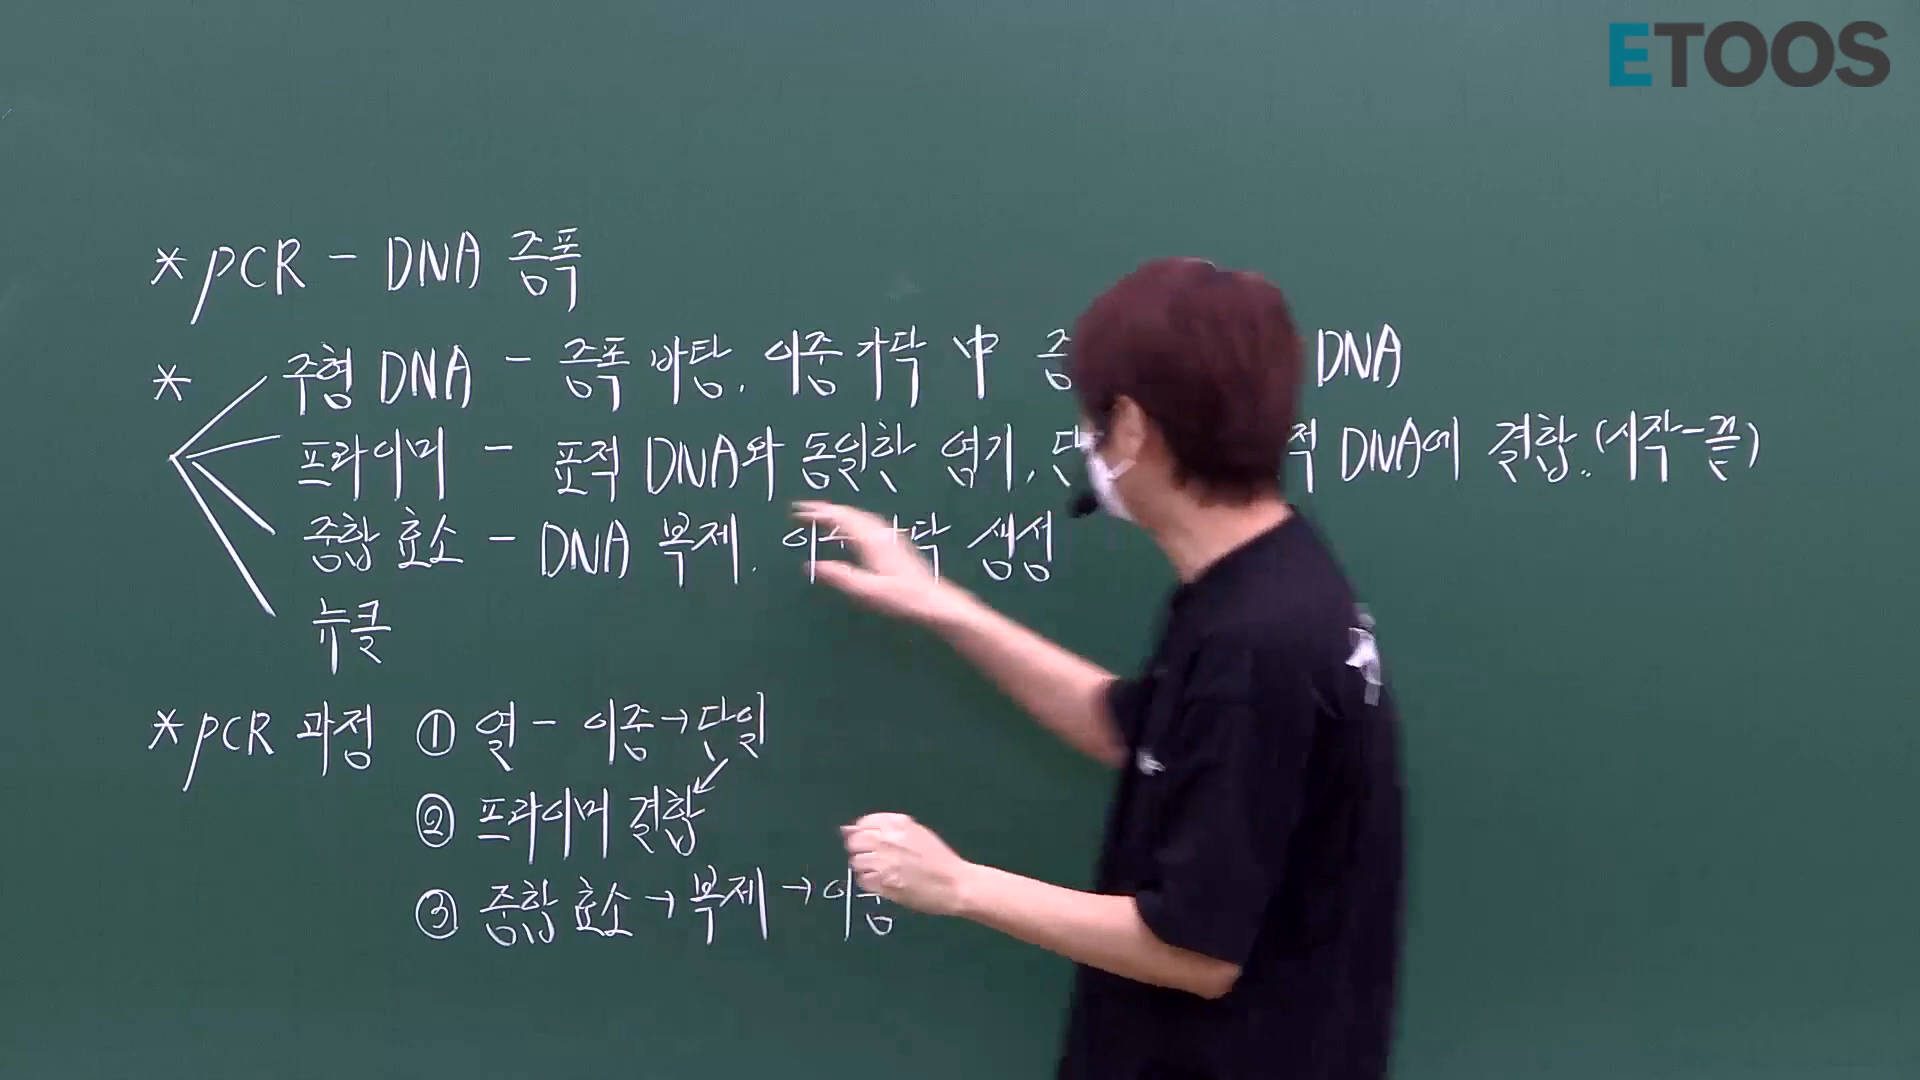 ETOOS
* PCR - DNA 증폭
* 주형 DNA - 증폭 바탕. 이중 가닥 中 증 DNA
프라이머 - 표적 DNA와 동일한 염기, 단 적 DNA에 결합. (시작-끝)
중합 효소 - DNA 복제. 생성
뉴클
* PCR 과정 ① 열 - 이중→단일
② 프라이머 결합
③ 중합 효소 → 복제 → 이중